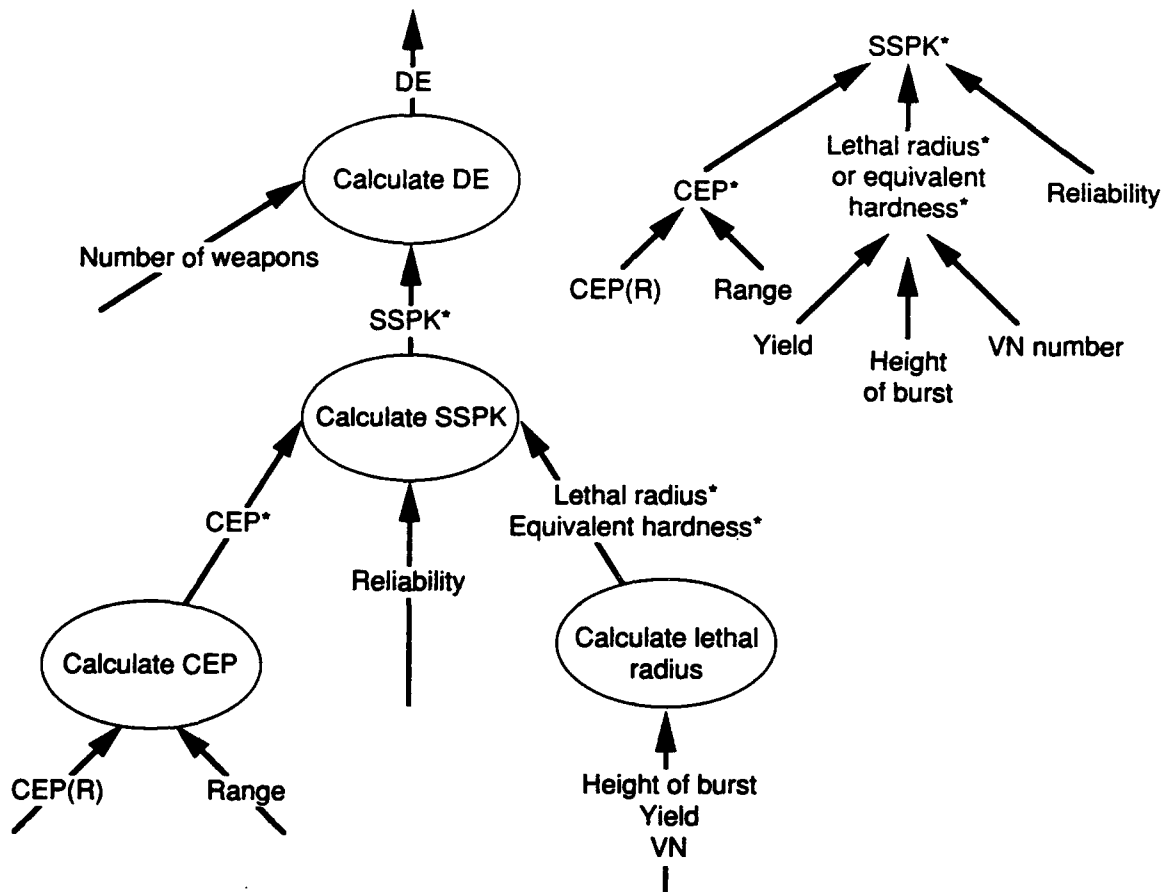 DE
Calculate DE
Number of weapons
SSPK*
Calculate SSPK
CEP*
Reliability
Lethal radius*
Equivalent hardness*
Calculate CEP
Calculate lethal
radius
CEP(R)
Range
Height of burst
Yield
VN
SSPK*
CEP*
Lethal radius*
or equivalent
hardness*
Reliability
CEP(R)
Range
Yield
Height
of burst
VN number